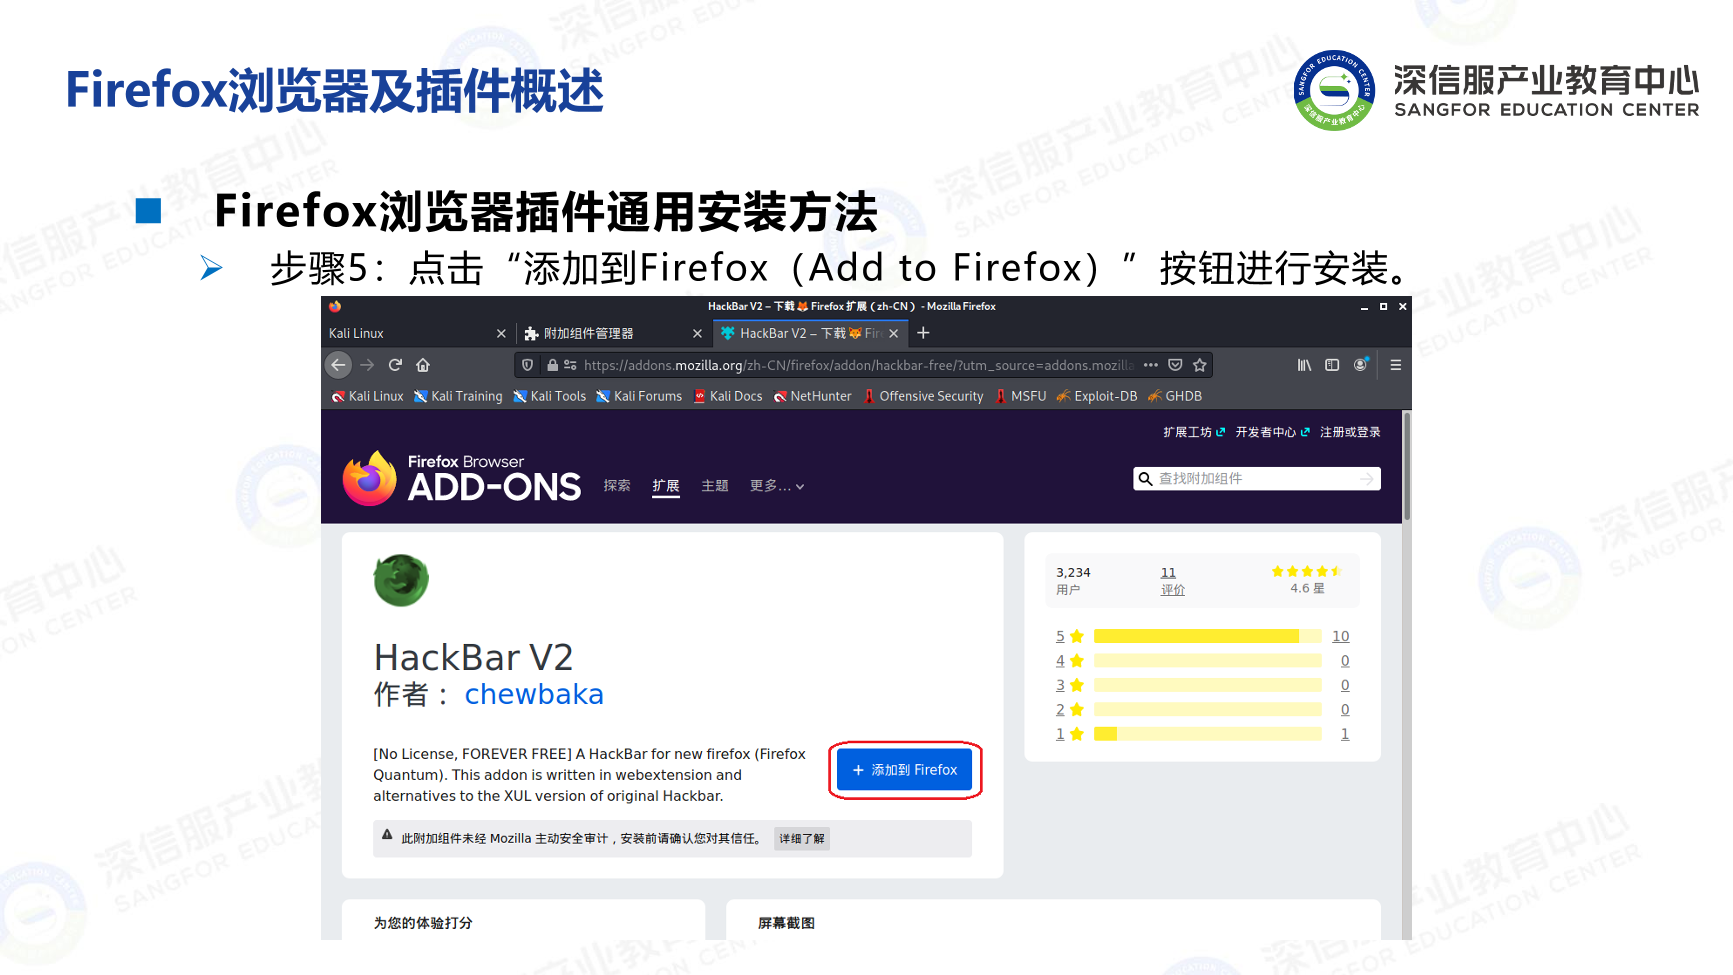 Firefox浏览器及插件概述
深信服产业教育中心
SANGFOR EDUCATION CENTER
Firefox浏览器插件通用安装方法
步骤5：点击“添加到Firefox（Add to Firefox）”按钮进行安装。
HackBar V2 – 下载 Firefox 扩展（zh-CN） - Mozilla Firefox
Kali Linux
附加组件管理器
HackBar V2 – 下载 Fir
https://addons.mozilla.org/zh-CN/firefox/addon/hackbar-free/?utm_source=addons.mozilla
Kali Linux Kali Training Kali Tools Kali Forums Kali Docs NetHunter Offensive Security MSFU Exploit-DB GHDB
扩展工坊 开发者中心 注册或登录
Firefox Browser
ADD-ONS
探索 扩展 主题 更多...
查找附加组件
HackBar V2
作者： chewbaka
[No License, FOREVER FREE] A HackBar for new firefox (Firefox
Quantum). This addon is written in webextension and
alternatives to the XUL version of original Hackbar.
+ 添加到 Firefox
此附加组件未经 Mozilla 主动安全审计，安装前请确认您对其信任。 详细了解
3,234 11
用户 评价 4.6 星
5 10
4 0
3 0
2 0
1 1
为您的体验打分
屏幕截图